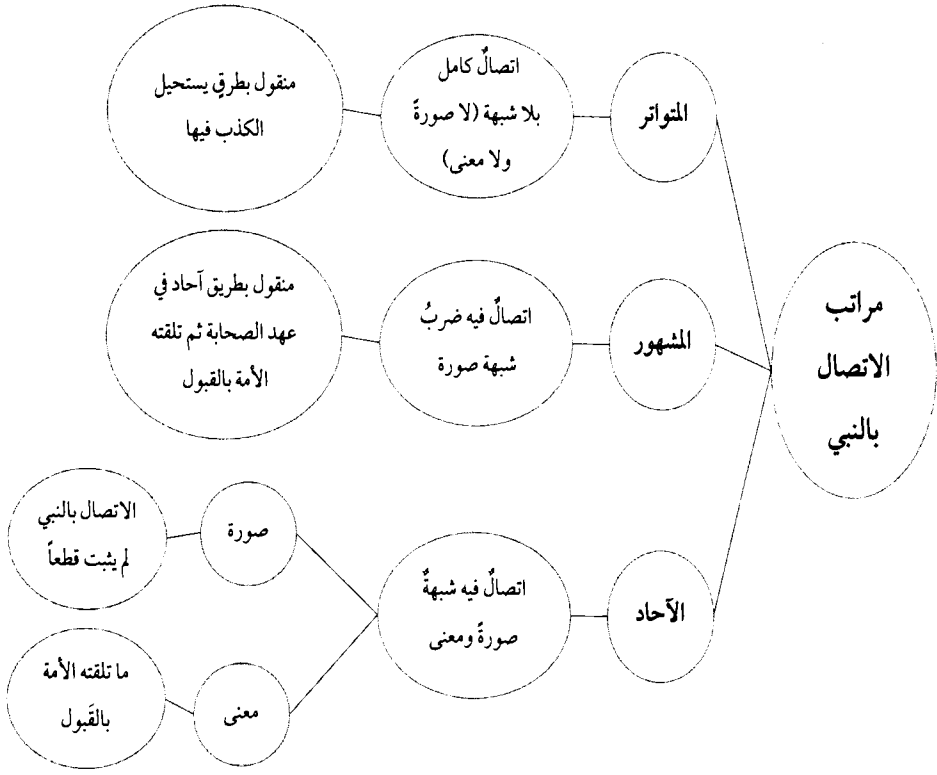 مراتب
الاتصال
بالنبي
المتواتر
اتصالٌ كامل
بلا شبهة (لا صورةً
ولا معنى)
منقول بطرقٍ يستحيل
الكذب فيها
المشهور
اتصالٌ فيه ضربُ
شبهة صورة
منقول بطريق آحاد في
عهد الصحابة ثم تلقته
الأمة بالقبول
الآحاد
اتصالٌ فيه شبهةٌ
صورةً ومعنى
صورة
الاتصال بالنبي
لم يثبت قطعاً
معنى
ما تلقته الأمة
بالقَبول